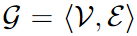 𝒢 = ⟨𝒱, ℰ⟩